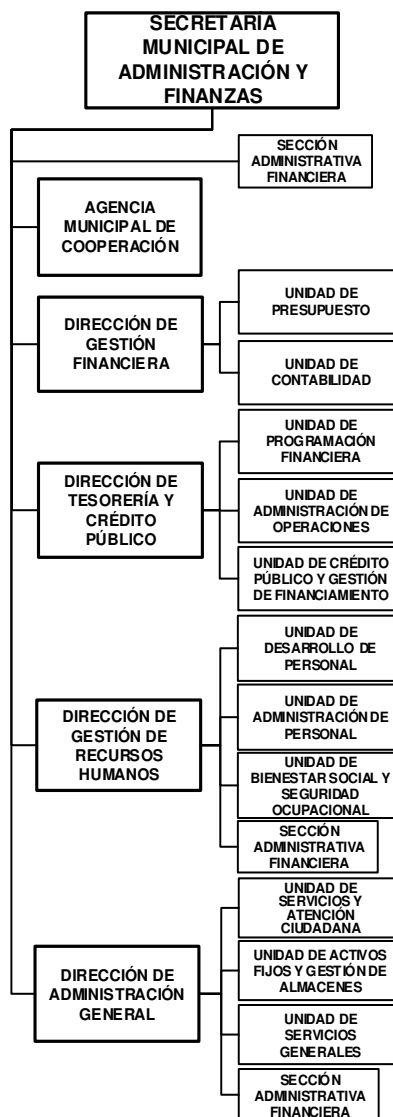 SECRETARÍA
MUNICIPAL DE
ADMINISTRACIÓN Y
FINANZAS
SECCIÓN
ADMINISTRATIVA
FINANCIERA
AGENCIA
MUNICIPAL DE
COOPERACIÓN
DIRECCIÓN DE
GESTIÓN
FINANCIERA
UNIDAD DE
PRESUPUESTO
UNIDAD DE
CONTABILIDAD
DIRECCIÓN DE
TESORERÍA Y
CRÉDITO
PÚBLICO
UNIDAD DE
PROGRAMACIÓN
FINANCIERA
UNIDAD DE
ADMINISTRACIÓN DE
OPERACIONES
UNIDAD DE CRÉDITO
PÚBLICO Y GESTIÓN
DE FINANCIAMIENTO
DIRECCIÓN DE
GESTIÓN DE
RECURSOS
HUMANOS
UNIDAD DE
DESARROLLO DE
PERSONAL
UNIDAD DE
ADMINISTRACIÓN DE
PERSONAL
UNIDAD DE
BIENESTAR SOCIAL Y
SEGURIDAD
OCUPACIONAL
SECCIÓN
ADMINISTRATIVA
FINANCIERA
DIRECCIÓN DE
ADMINISTRACIÓN
GENERAL
UNIDAD DE
SERVICIOS Y
ATENCIÓN
CIUDADANA
UNIDAD DE ACTIVOS
FIJOS Y GESTIÓN DE
ALMACENES
UNIDAD DE
SERVICIOS
GENERALES
SECCIÓN
ADMINISTRATIVA
FINANCIERA